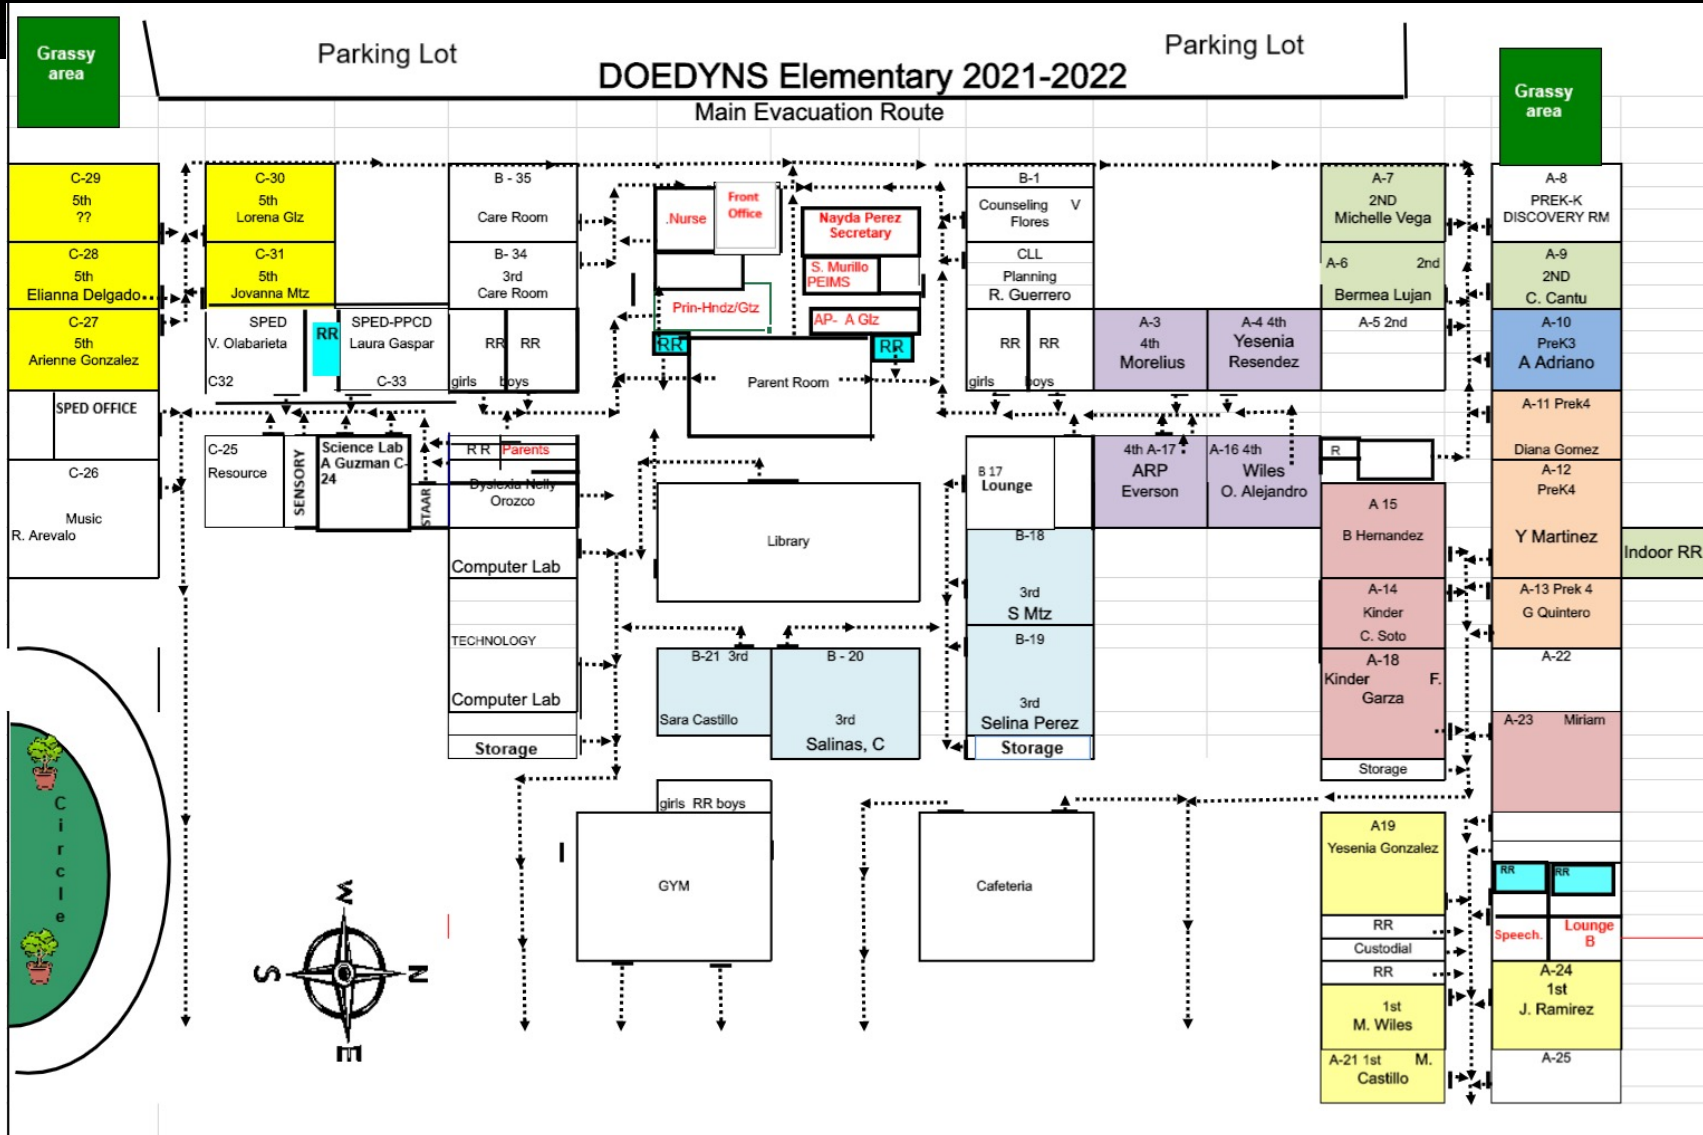 Grassy
area
Parking Lot
Parking Lot
DOEDYNS Elementary 2021-2022
Main Evacuation Route
Grassy
area
C-29
5th
??
C-30
5th
Lorena Glz
B - 35
Care Room
.Nurse
Front
Office
Nayda Perez
Secretary
B-1
Counseling V
Flores
A-7
2ND
Michelle Vega
A-8
PREK-K
DISCOVERY RM
C-28
5th
Elianna Delgado
C-31
5th
Jovanna Mtz
B- 34
3rd
Care Room
S. Murillo
PEIMS
CLL
Planning
R. Guerrero
A-6 2nd
Bermea Lujan
A-9
2ND
C. Cantu
Prin-Hndz/Gtz
AP- A Glz
C-27
5th
Arienne Gonzalez
SPED
V. Olabarieta
C32
RR
SPED-PPCD
Laura Gaspar
C-33
RR RR
girls boys
RR
RR
Parent Room
RR RR
girls boys
A-3
4th
Morelius
A-4 4th
Yesenia
Resendez
A-5 2nd
A-10
PreK3
A Adriano
SPED OFFICE
A-11 Prek4
Diana Gomez
C-26
Music
R. Arevalo
C-25
Resource
SENSORY
Science Lab
A Guzman C-
24
STAAR
R R Parents
Dyslexia Nelly
Orozco
Library
B 17
Lounge
4th A-17
ARP
Everson
A-16 4th
Wiles
O. Alejandro
R
A 15
B Hernandez
A-12
PreK4
Y Martinez
Indoor RR
Computer Lab
B-18
3rd
S Mtz
A-14
Kinder
C. Soto
A-13 Prek 4
G Quintero
TECHNOLOGY
Computer Lab
B-21 3rd
Sara Castillo
B - 20
3rd
Salinas, C
B-19
3rd
Selina Perez
A-18
Kinder F.
Garza
A-22
A-23 Miriam
Storage
Storage
Storage
Circle
girls RR boys
GYM
Cafeteria
A19
Yesenia Gonzalez
RR
RR
RR
Custodial
RR
Speech.
Lounge
B
W
S
N
E
1st
M. Wiles
A-24
1st
J. Ramirez
A-21 1st M.
Castillo
A-25